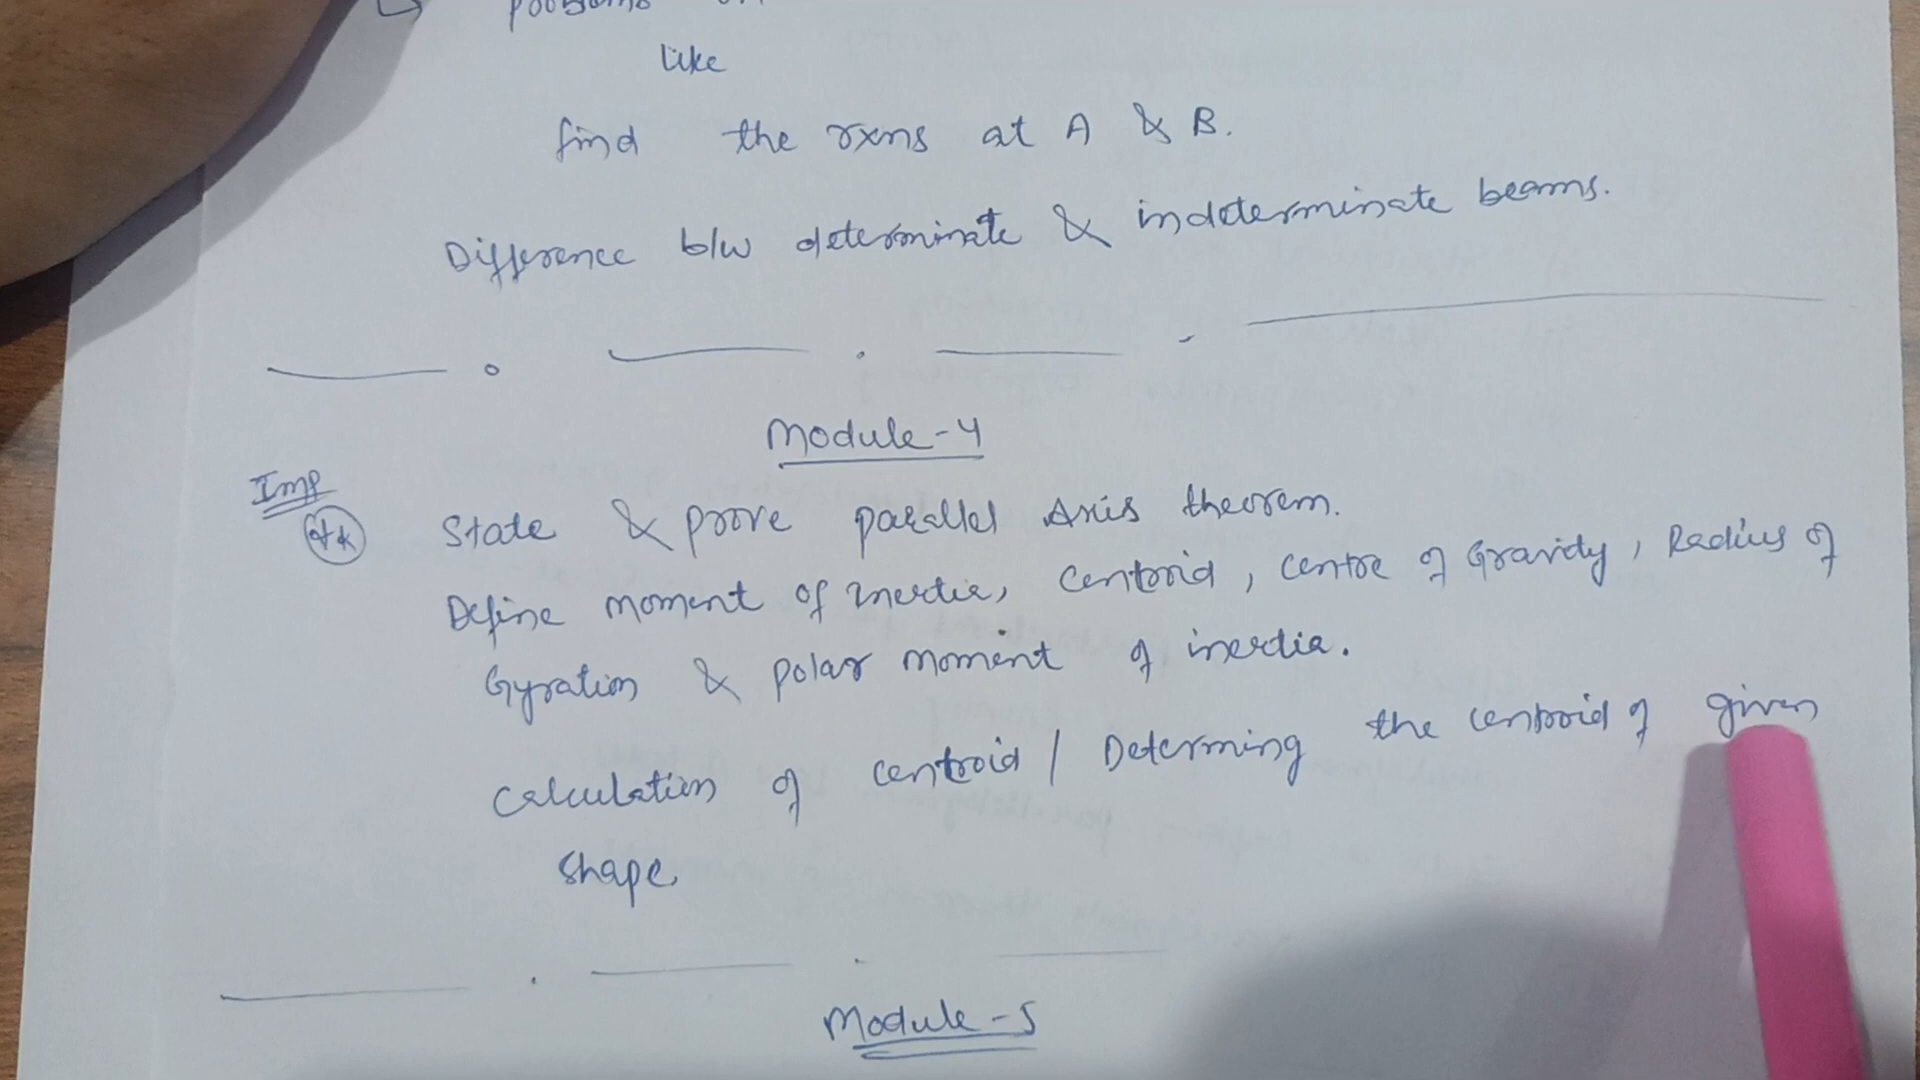 like
find the rxns at A & B.
Difference b/w determinate & indeterminate beams.
Module-4
Imp
State & prove parallel Axis theorem.
Define moment of Inertia, Centroid, Centre of Gravity, Radius of
Gyration & polar moment of inertia.
Calculation of centroid / Determing the centroid of given
shape
Module-5